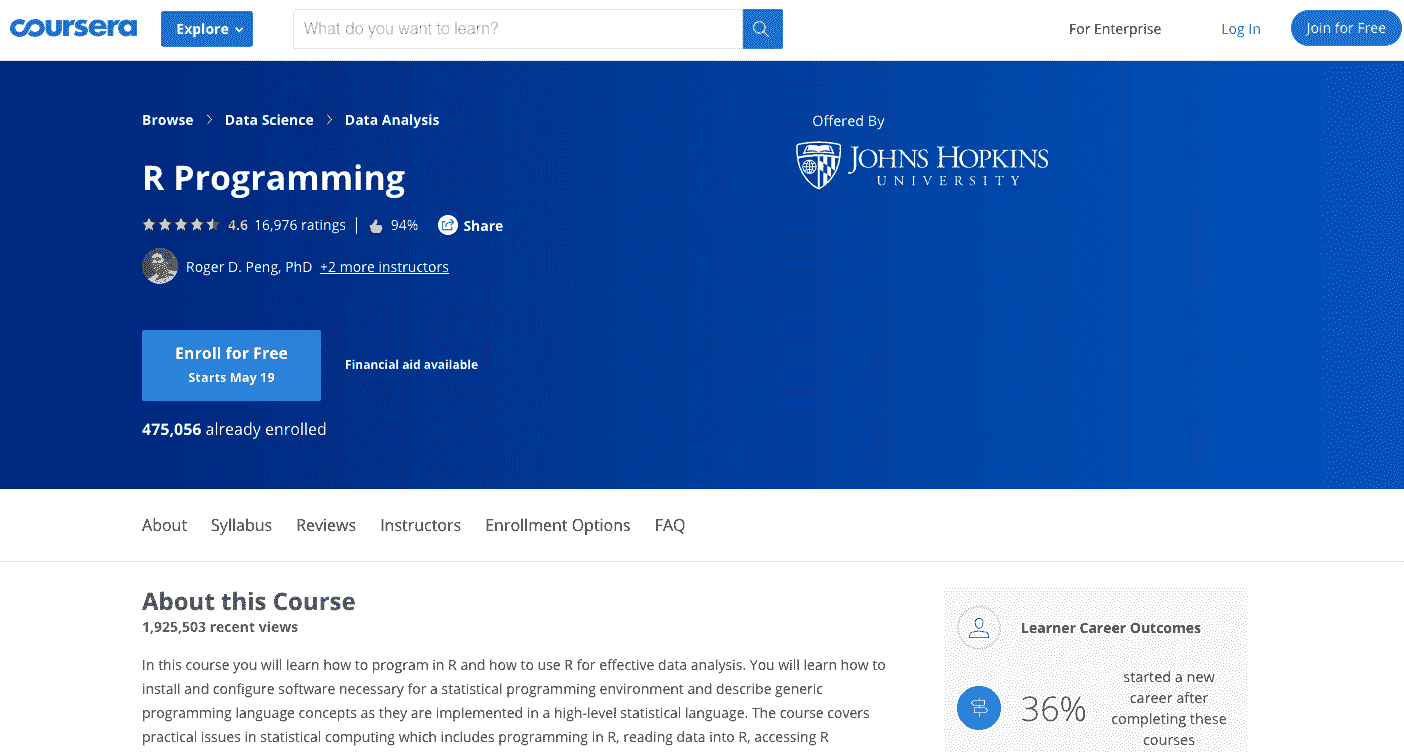 coursera Explore What do you want to learn? For Enterprise Log In Join for Free
Browse > Data Science > Data Analysis
Offered By
JOHNS HOPKINS
UNIVERSITY
R Programming
4.6 16,976 ratings | 94% Share
Roger D. Peng, PhD +2 more instructors
Enroll for Free
Starts May 19
Financial aid available
475,056 already enrolled
About Syllabus Reviews Instructors Enrollment Options FAQ
About this Course
1,925,503 recent views
In this course you will learn how to program in R and how to use R for effective data analysis. You will learn how to
install and configure software necessary for a statistical programming environment and describe generic
programming language concepts as they are implemented in a high-level statistical language. The course covers
practical issues in statistical computing which includes programming in R, reading data into R, accessing R
Learner Career Outcomes
36%
started a new
career after
completing these
courses